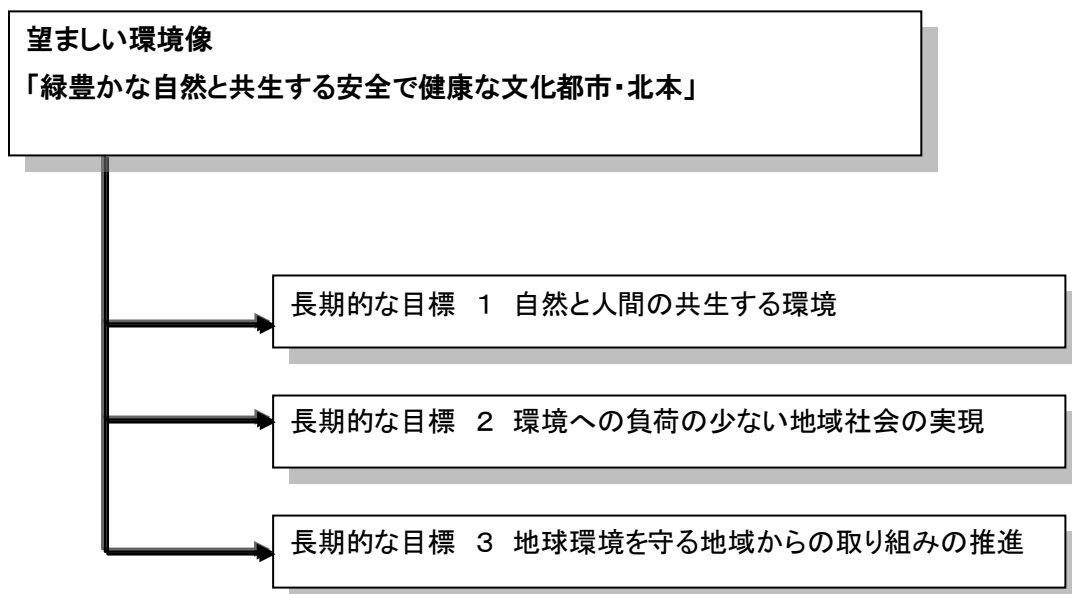 望ましい環境像
「緑豊かな自然と共生する安全で健康な文化都市・北本」
長期的な目標　１　自然と人間の共生する環境
長期的な目標　２　環境への負荷の少ない地域社会の実現
長期的な目標　３　地球環境を守る地域からの取り組みの推進